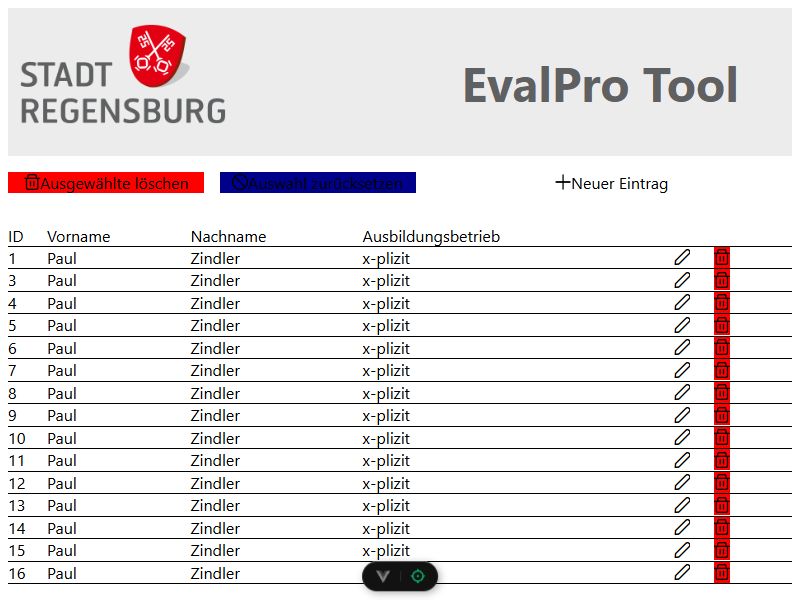 STADT
REGENSBURG
EvalPro Tool
Ausgewählte löschen Auswahl zurücksetzen Neuer Eintrag
ID Vorname Nachname Ausbildungsbetrieb
1 Paul Zindler x-plizit
3 Paul Zindler x-plizit
4 Paul Zindler x-plizit
5 Paul Zindler x-plizit
6 Paul Zindler x-plizit
7 Paul Zindler x-plizit
8 Paul Zindler x-plizit
9 Paul Zindler x-plizit
10 Paul Zindler x-plizit
11 Paul Zindler x-plizit
12 Paul Zindler x-plizit
13 Paul Zindler x-plizit
14 Paul Zindler x-plizit
15 Paul Zindler x-plizit
16 Paul Zindler